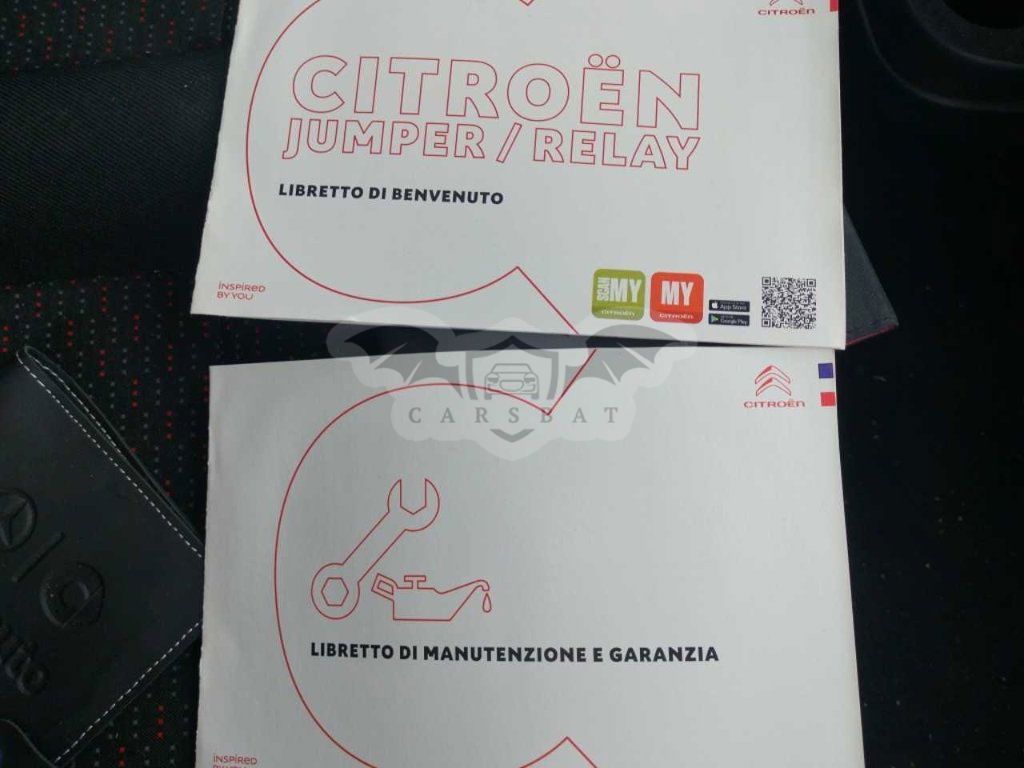 CITROËN
CITROËN
JUMPER / RELAY
LIBRETTO DI BENVENUTO
INSPIRED
BY YOU
SCAN MY
CITROËN
MY
CITROËN
App Store
Google Play
CARSBAT
CITROËN
LIBRETTO DI MANUTENZIONE E GARANZIA
INSPIRED
uto